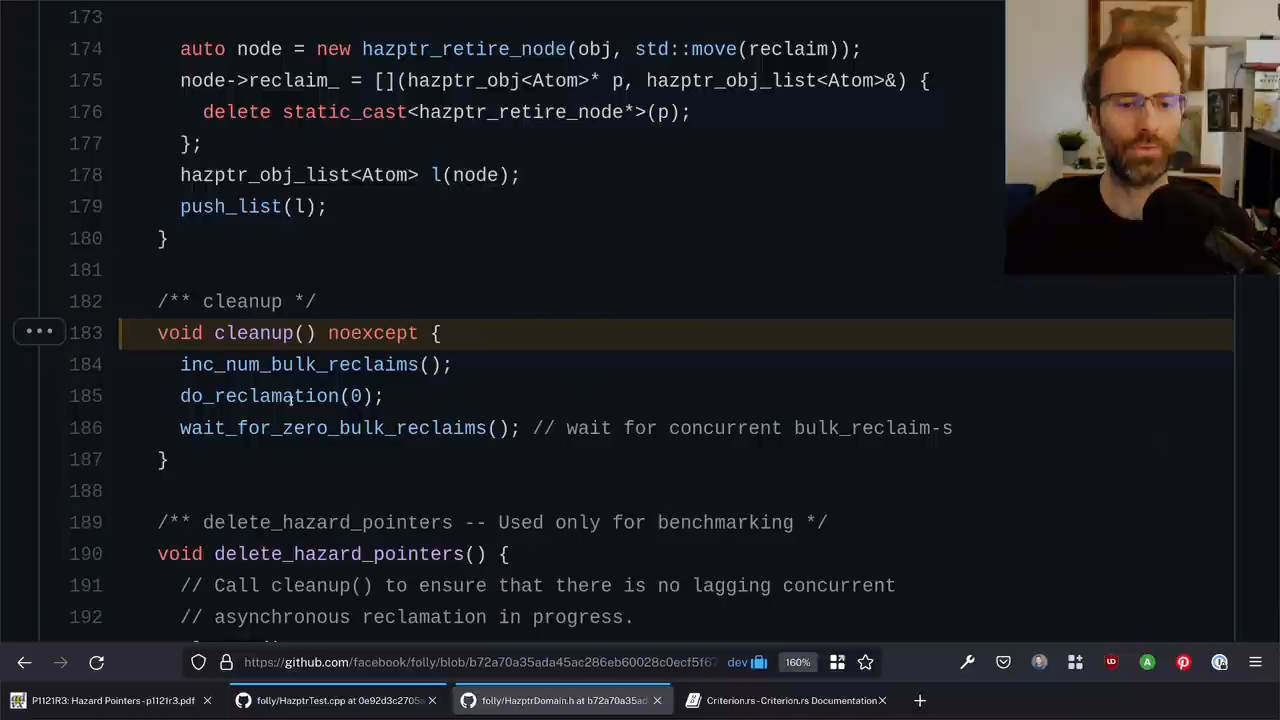 173
174 auto node = new hazptr_retire_node(obj, std::move(reclaim));
175 node->reclaim_ = [](hazptr_obj<Atom>* p, hazptr_obj_list<Atom>&) {
176 delete static_cast<hazptr_retire_node*>(p);
177 };
178 hazptr_obj_list<Atom> l(node);
179 push_list(l);
180 }
181
182 /** cleanup */
183 void cleanup() noexcept {
184 inc_num_bulk_reclaims();
185 do_reclamation(0);
186 wait_for_zero_bulk_reclaims(); // wait for concurrent bulk_reclaim-s
187 }
188
189 /** delete_hazard_pointers -- Used only for benchmarking */
190 void delete_hazard_pointers() {
191 // Call cleanup() to ensure that there is no lagging concurrent
192 // asynchronous reclamation in progress.
https://github.com/facebook/folly/blob/b72a70a35ada45ac286eb60028c0ecf5f67 dev 160%
P1121R3: Hazard Pointers - p1121r3.pdf
folly/HazptrTest.cpp at 0e92d3c2705a
folly/HazptrDomain.h at b72a70a35ad
Criterion.rs - Criterion.rs Documentation